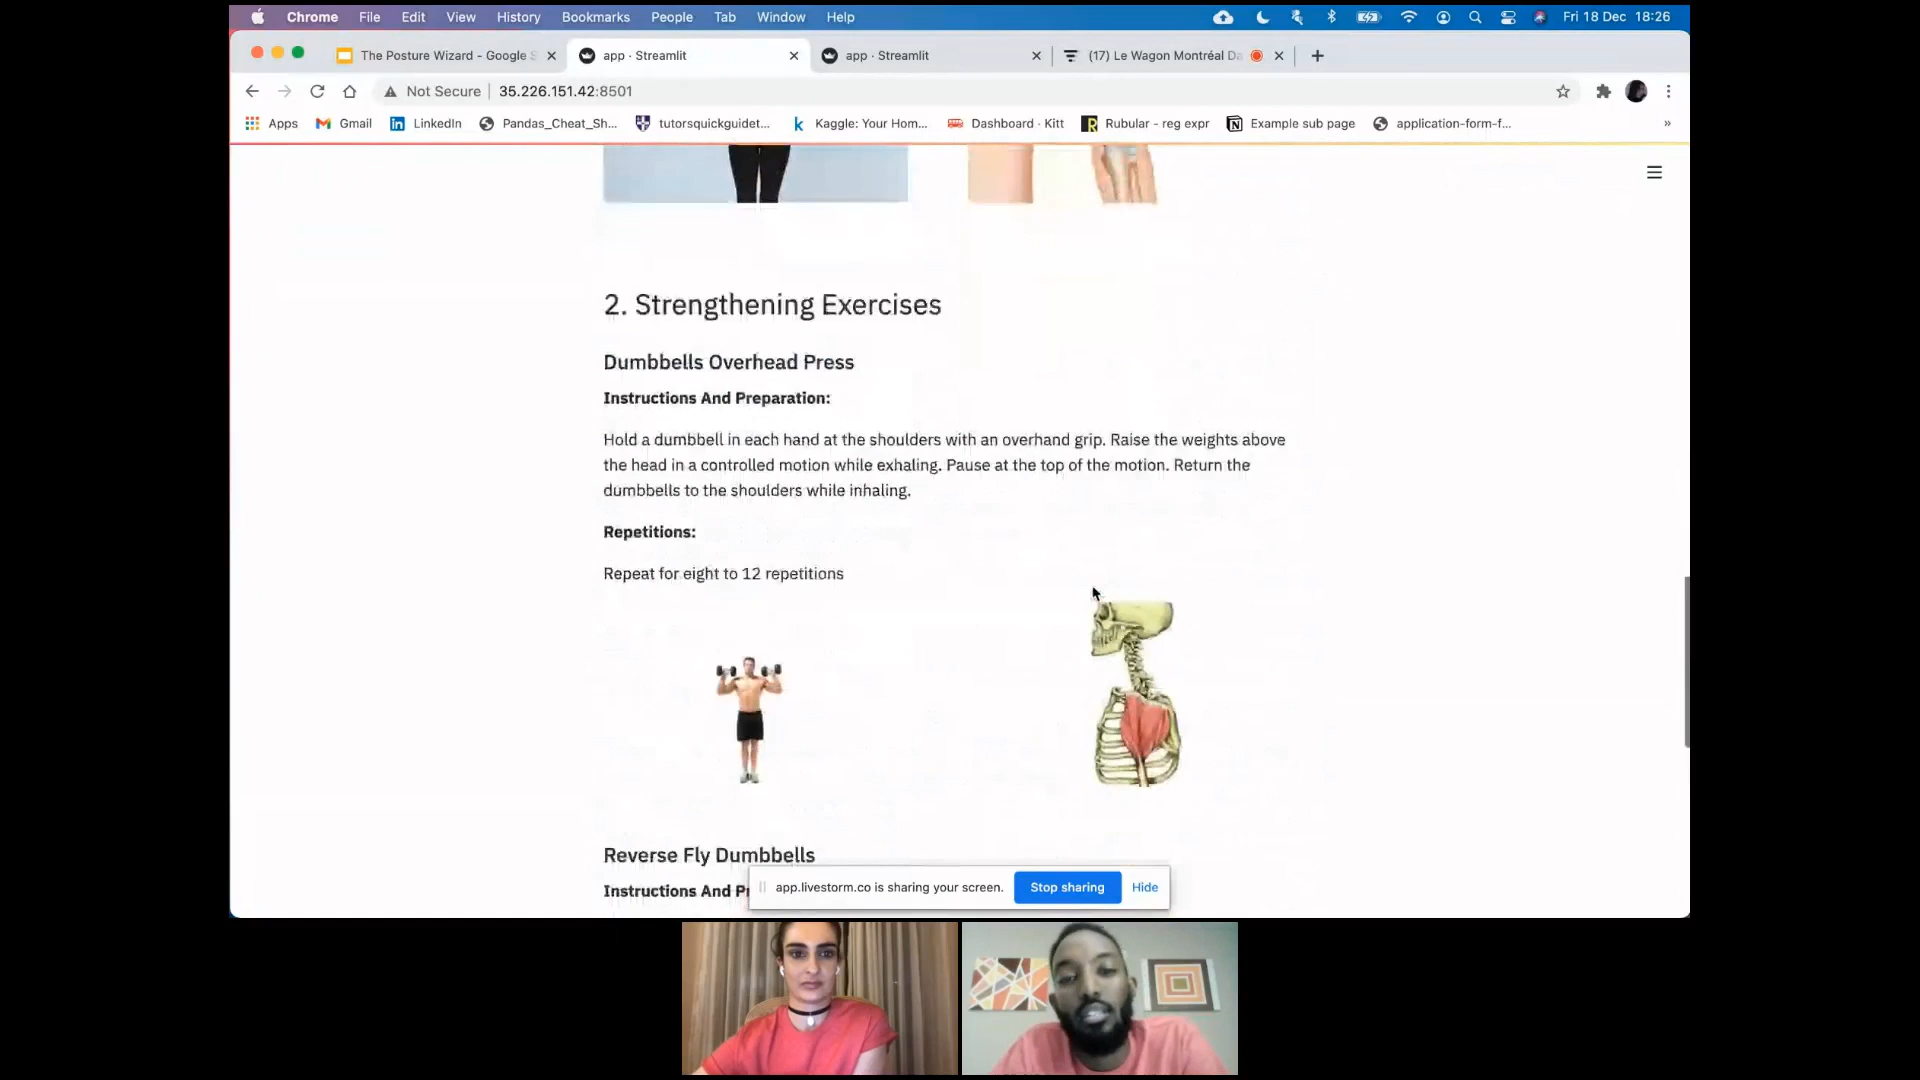 Chrome File Edit View History Bookmarks People Tab Window Help Fri 18 Dec 18:26
The Posture Wizard - Google S app · Streamlit app · Streamlit (17) Le Wagon Montréal Da
Not Secure 35.226.151.42:8501
Apps Gmail LinkedIn Pandas_Cheat_Sh... tutorsquickguidet... Kaggle: Your Hom... Dashboard · Kitt Rubular - reg expr Example sub page application-form-f... »
2. Strengthening Exercises
Dumbbells Overhead Press
Instructions And Preparation:
Hold a dumbbell in each hand at the shoulders with an overhand grip. Raise the weights above
the head in a controlled motion while exhaling. Pause at the top of the motion. Return the
dumbbells to the shoulders while inhaling.
Repetitions:
Repeat for eight to 12 repetitions
Reverse Fly Dumbbells
Instructions And P
app.livestorm.co is sharing your screen. Stop sharing Hide